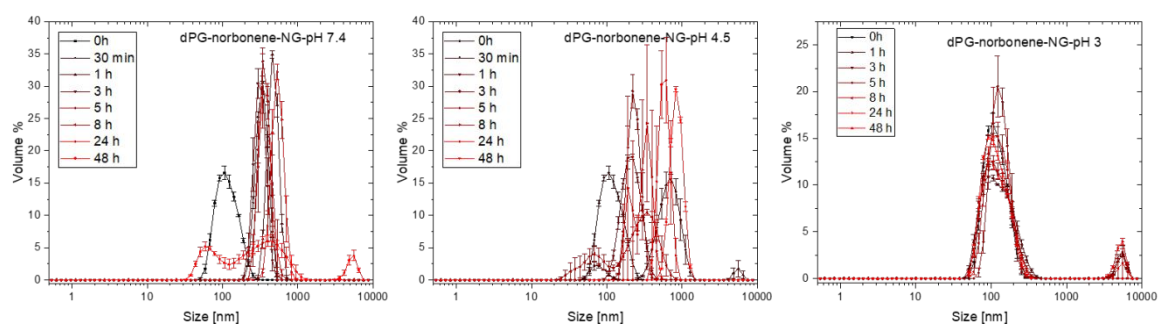 dPG-norbonene-NG-pH 7.4
0h
30 min
1 h
3 h
5 h
8 h
24 h
48 h
Volume %
40
35
30
25
20
15
10
5
0
1
10
100
1000
10000
Size [nm]
dPG-norbonene-NG-pH 4.5
0h
30 min
1 h
3 h
5 h
8 h
24 h
48 h
Volume %
40
35
30
25
20
15
10
5
0
1
10
100
1000
10000
Size [nm]
dPG-norbonene-NG-pH 3
0h
1 h
3 h
5 h
8 h
24 h
48 h
Volume %
25
20
15
10
5
0
1
10
100
1000
10000
Size [nm]